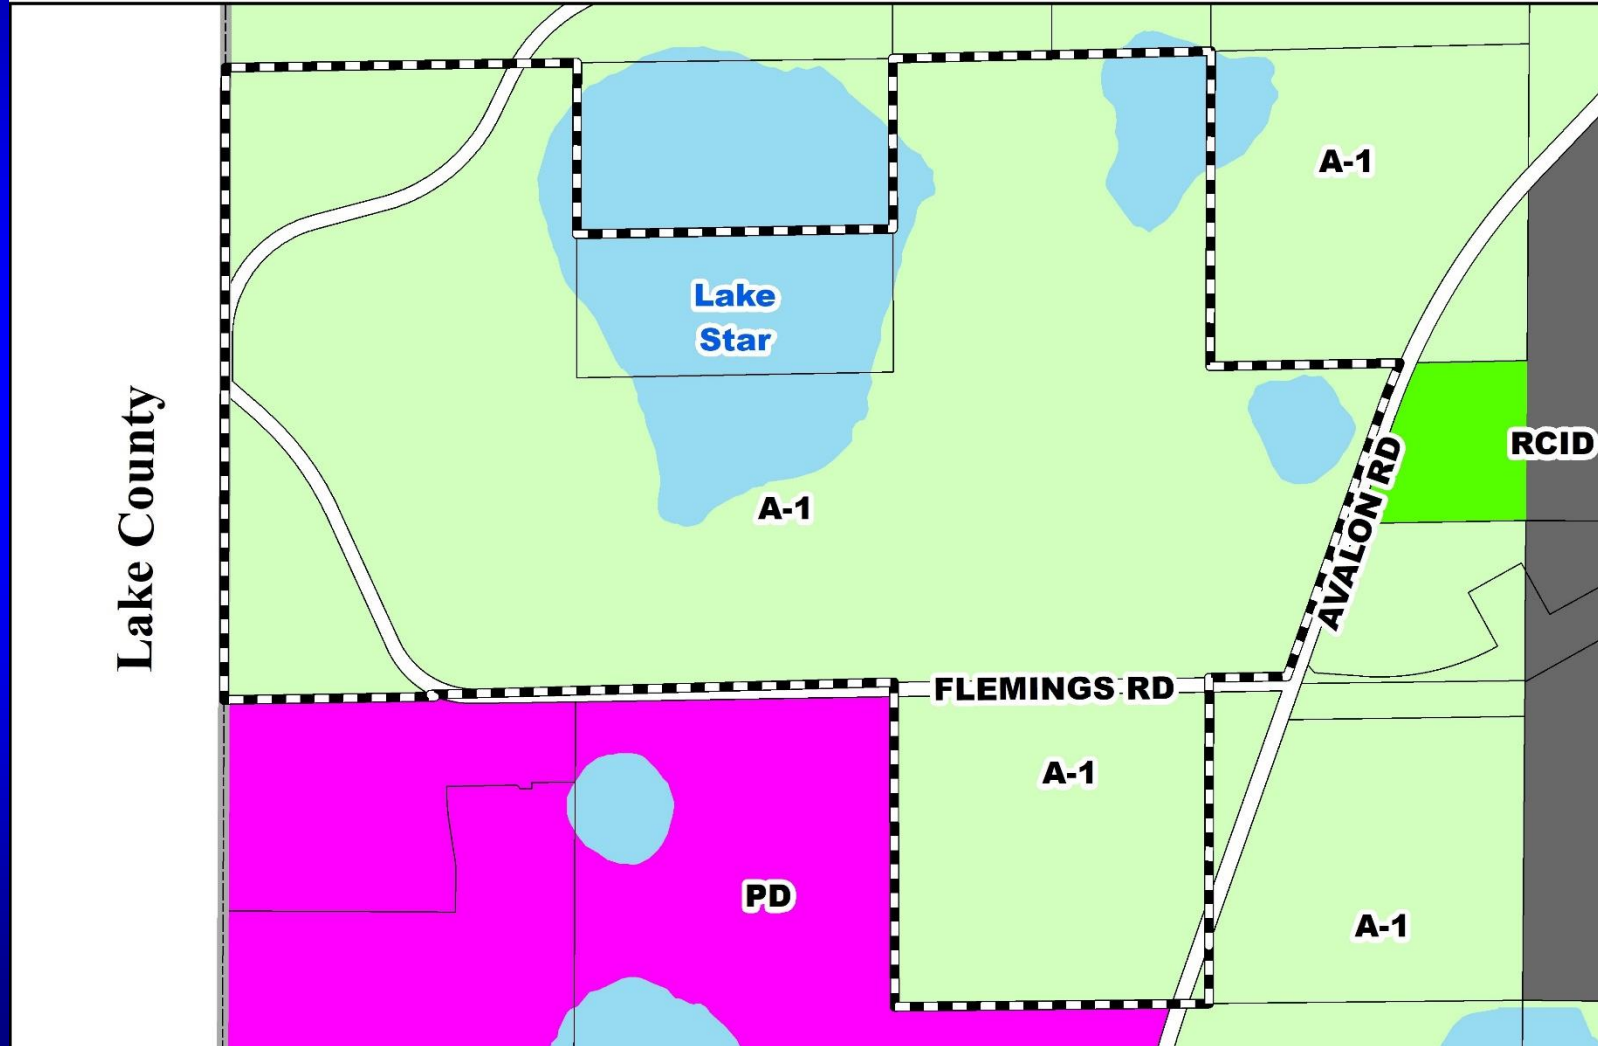 A-1
Lake
Star
Lake County
RCID
AVALON RD
A-1
FLEMINGS RD
A-1
PD
A-1